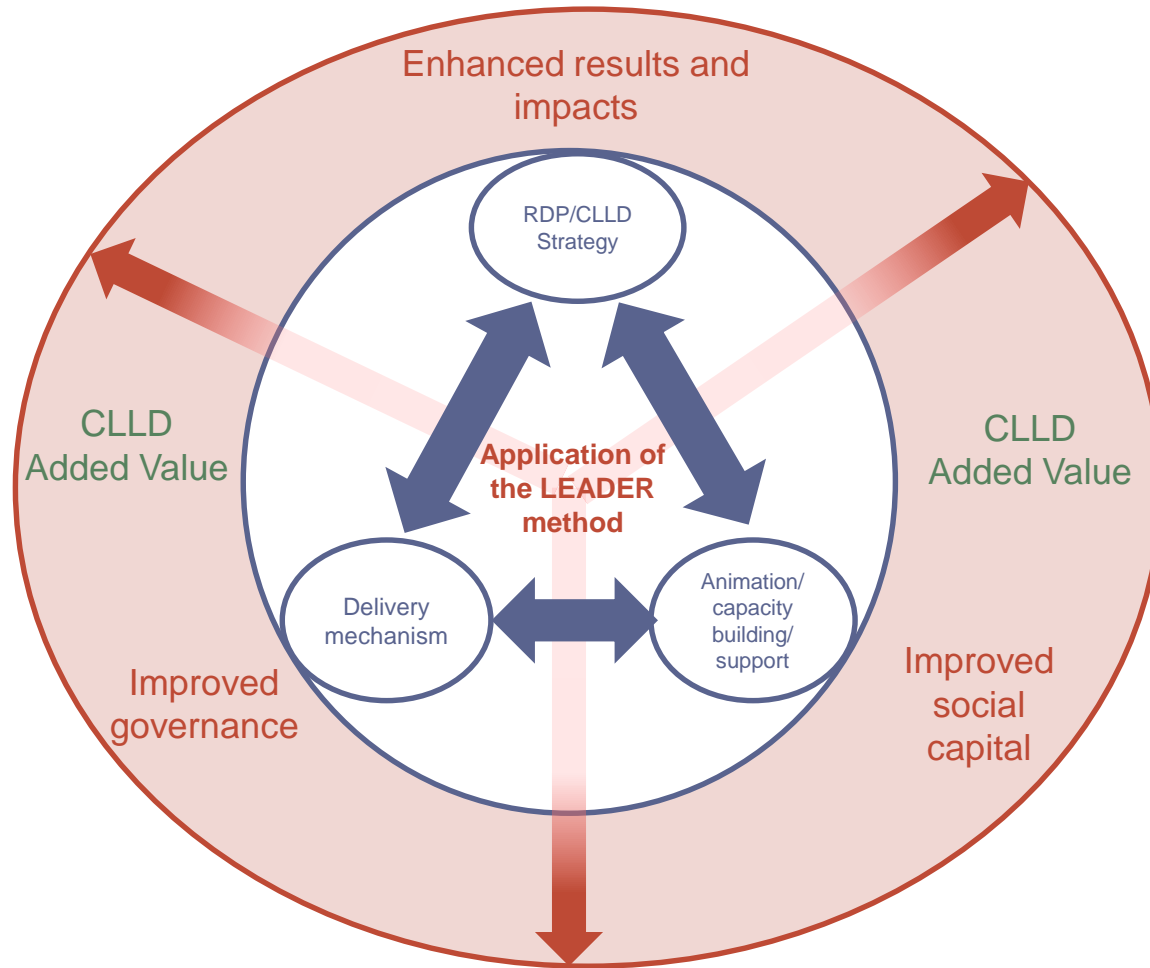 Enhanced results and
impacts
RDP/CLLD
Strategy
CLLD
Added Value
CLLD
Added Value
Application of
the LEADER
method
Delivery
mechanism
Animation/
capacity
building/
support
Improved
governance
Improved
social
capital